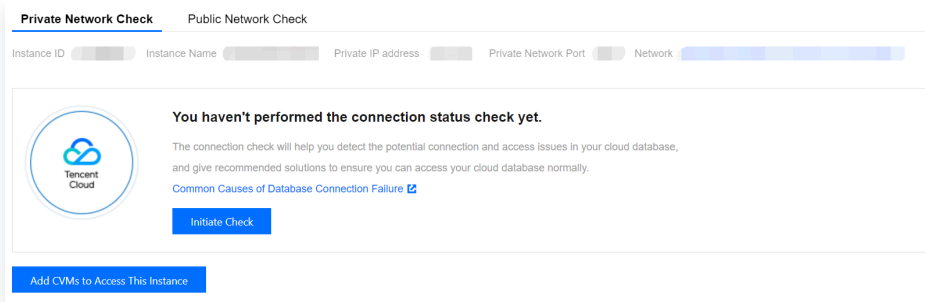 Private Network Check Public Network Check
Instance ID Instance Name Private IP address Private Network Port Network
You haven't performed the connection status check yet.
The connection check will help you detect the potential connection and access issues in your cloud database,
and give recommended solutions to ensure you can access your cloud database normally.
Common Causes of Database Connection Failure
Tencent
Cloud
Initiate Check
Add CVMs to Access This Instance